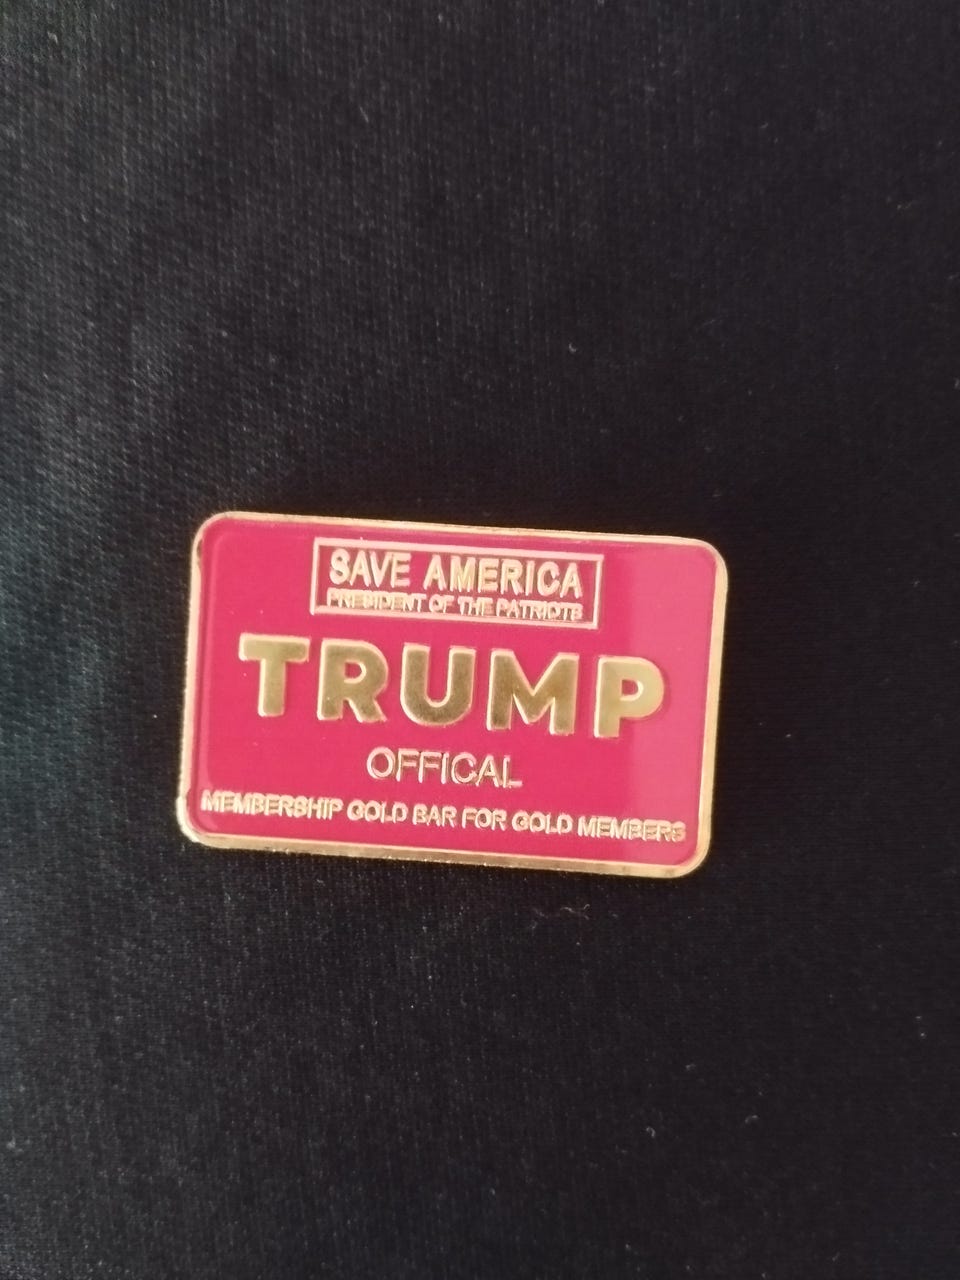 SAVE AMERICA
PRESIDENT OF THE PATRIOTS
TRUMP
OFFICAL
MEMBERSHIP GOLD BAR FOR GOLD MEMBERS